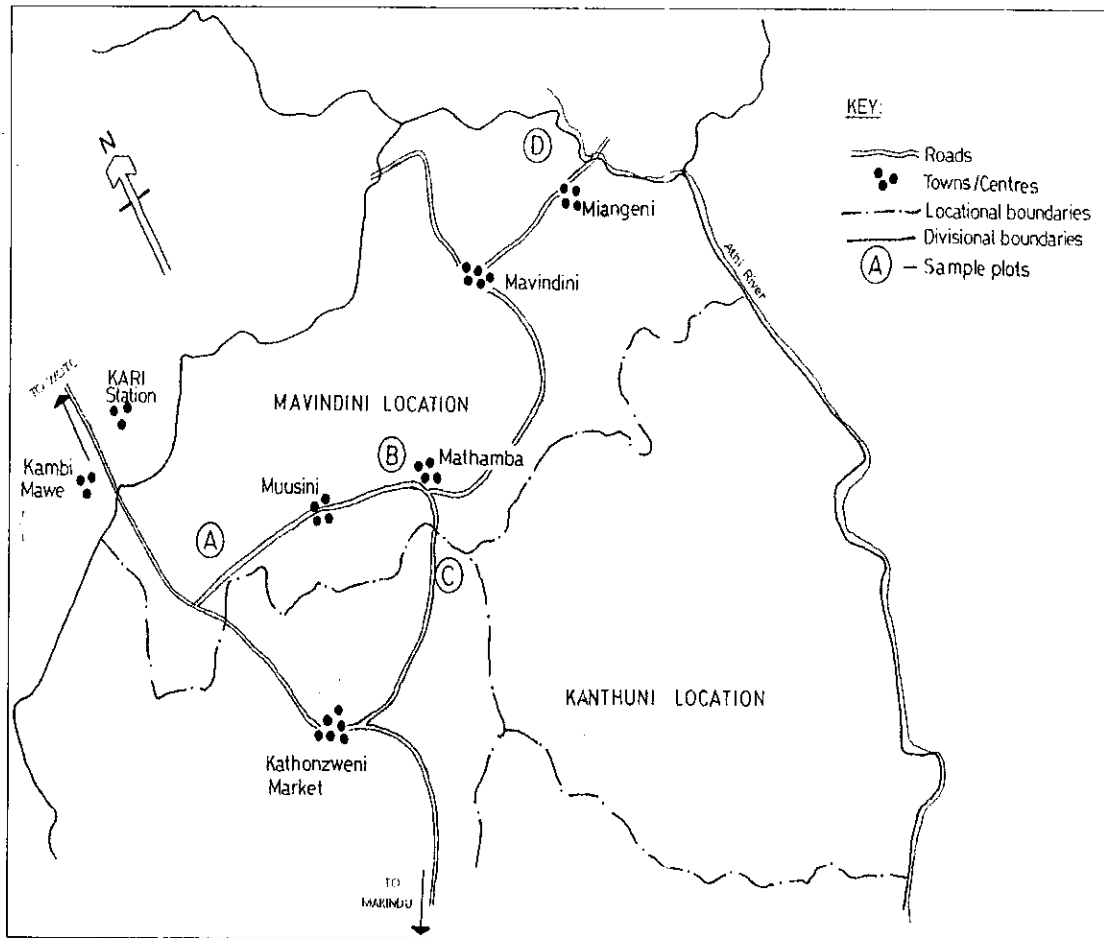 N
D
Miangeni
Mavindini
KEY:
Roads
Towns/Centres
Locational boundaries
Divisional boundaries
A – Sample plots
Athi River
TO
KARI
Station
MAVINDINI LOCATION
Kambi
Mawe
B
Mathamba
Muusini
A
C
KANTHUNI LOCATION
Kathonzweni
Market
TO
MAKINDU